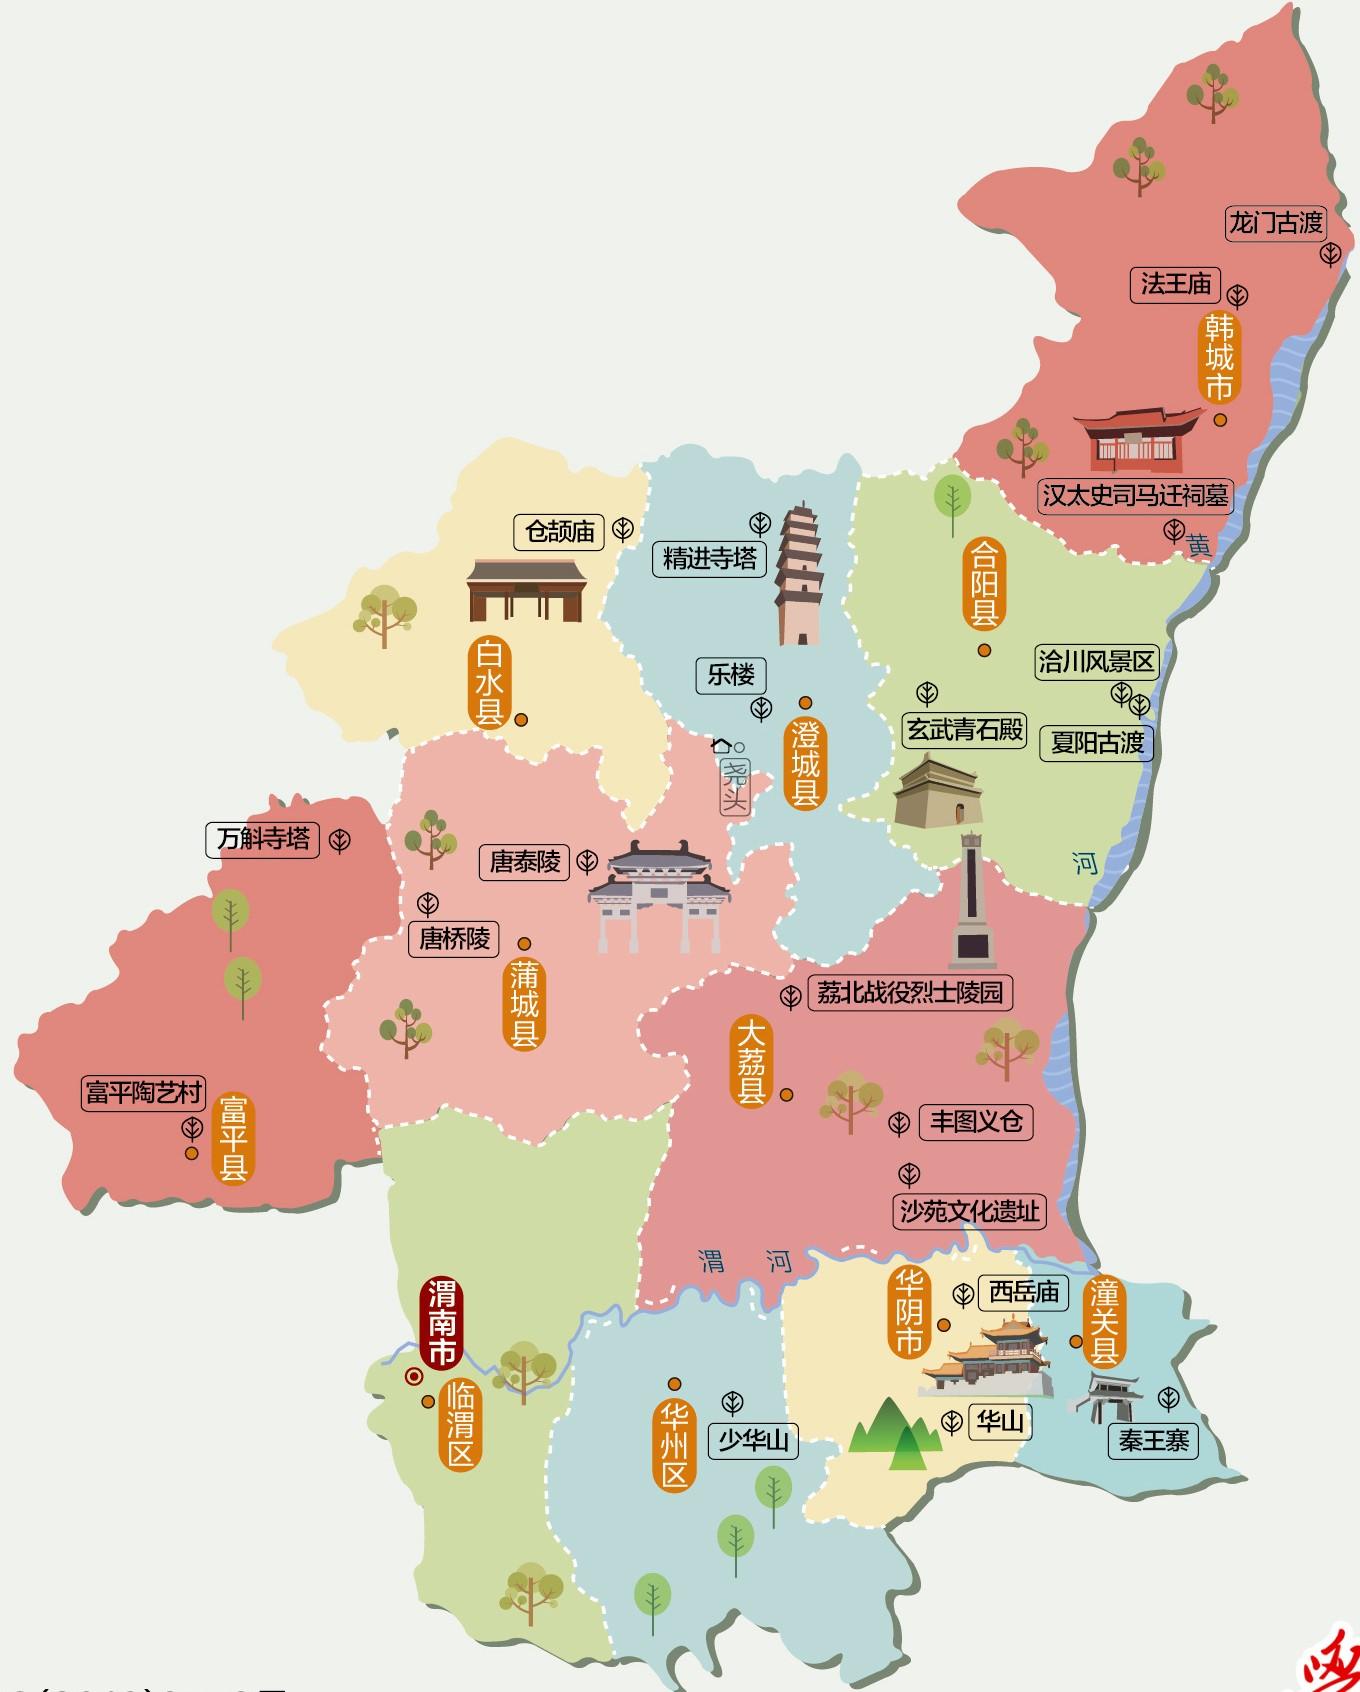 龙门古渡
法王庙
韩城市
汉太史司马迁祠墓
黄
仓颉庙
精进寺塔
合阳县
白水县
乐楼
洽川风景区
澄城县
玄武青石殿
夏阳古渡
尧头
万斛寺塔
唐泰陵
河
唐桥陵
蒲城县
荔北战役烈士陵园
大荔县
富平陶艺村
富平县
丰图义仓
沙苑文化遗址
渭河
华阴市
西岳庙
潼关县
渭南市
临渭区
华州区
少华山
华山
秦王寨